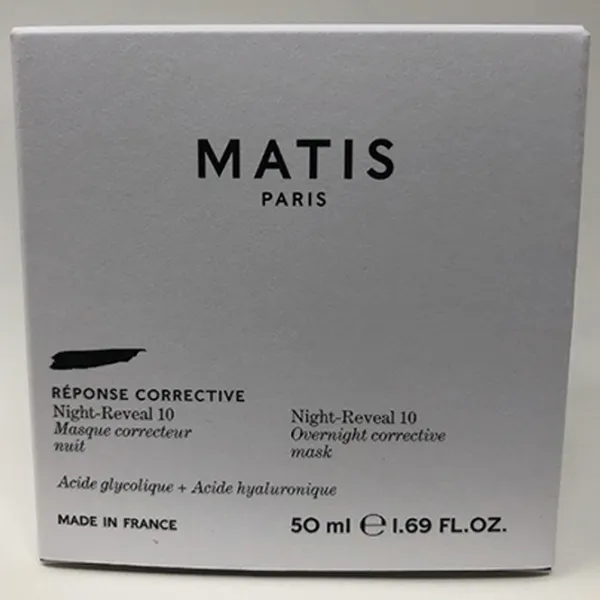 MATIS
PARIS
RÉPONSE CORRECTIVE
Night-Reveal 10
Masque correcteur
nuit
Night-Reveal 10
Overnight corrective
mask
Acide glycolique + Acide hyaluronique
MADE IN FRANCE
50 ml ℮ 1.69 FL.OZ.